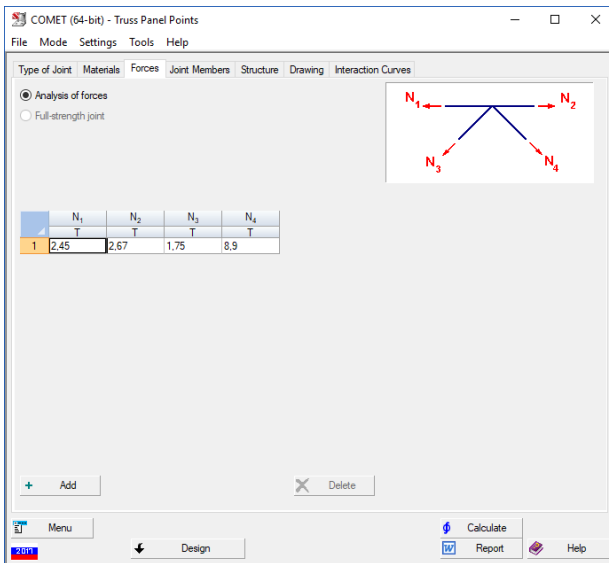 COMET (64-bit) - Truss Panel Points
File Mode Settings Tools Help
Type of Joint Materials Forces Joint Members Structure Drawing Interaction Curves
Analysis of forces
Full-strength joint
N1 N2
N3 N4
N1 N2 N3 N4
T T T T
1 2,45 2,67 1,75 8,9
+ Add Delete
Menu Calculate
2017 Design Report Help